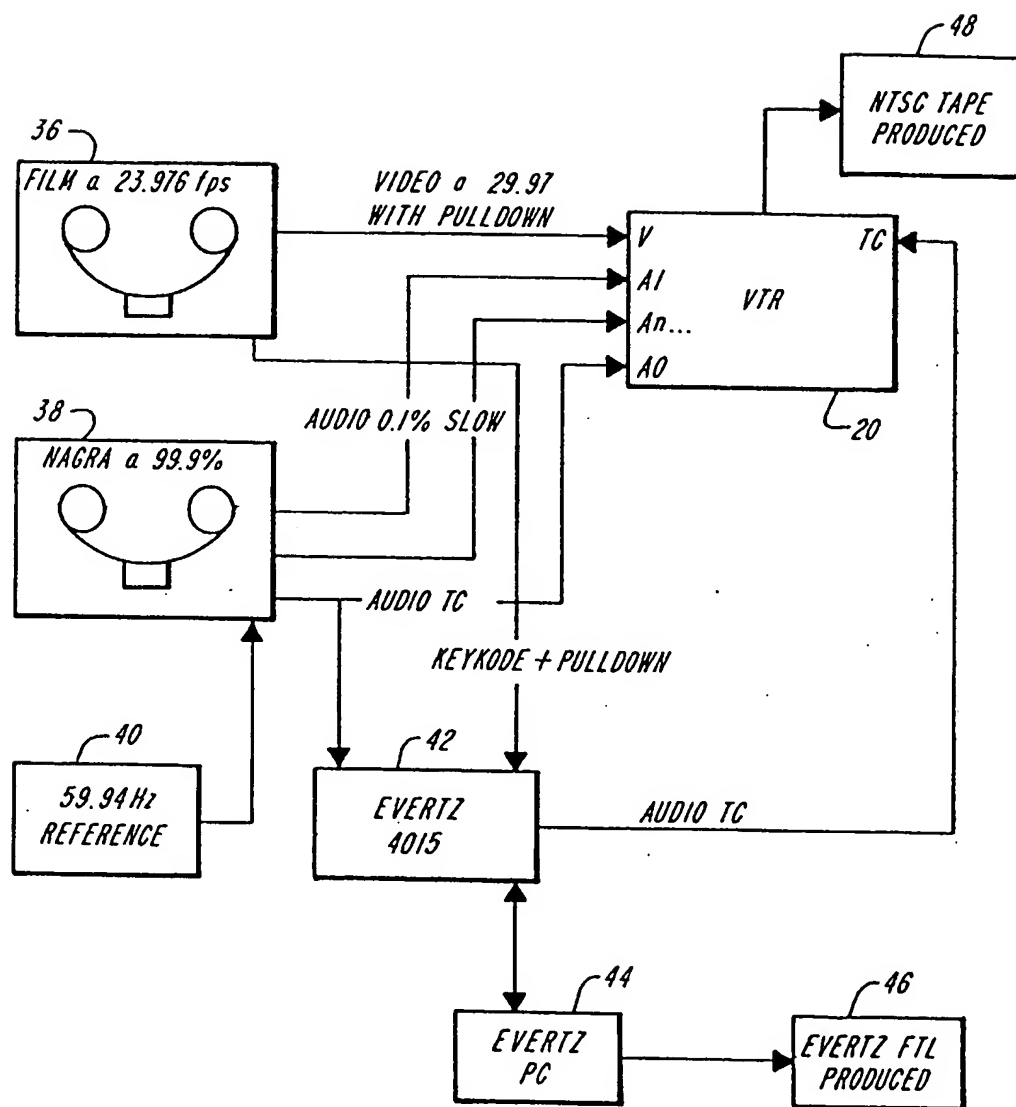 48
NTSC TAPE
PRODUCED
36
FILM a 23.976 fps
VIDEO a 29.97
WITH PULLDOWN
V
TC
A1
VTR
An...
A0
20
AUDIO 0.1% SLOW
38
NAGRA a 99.9%
AUDIO TC
KEYKODE + PULLDOWN
40
59.94Hz
REFERENCE
42
EVERTZ
4015
AUDIO TC
44
EVERTZ
PC
46
EVERTZ FTL
PRODUCED